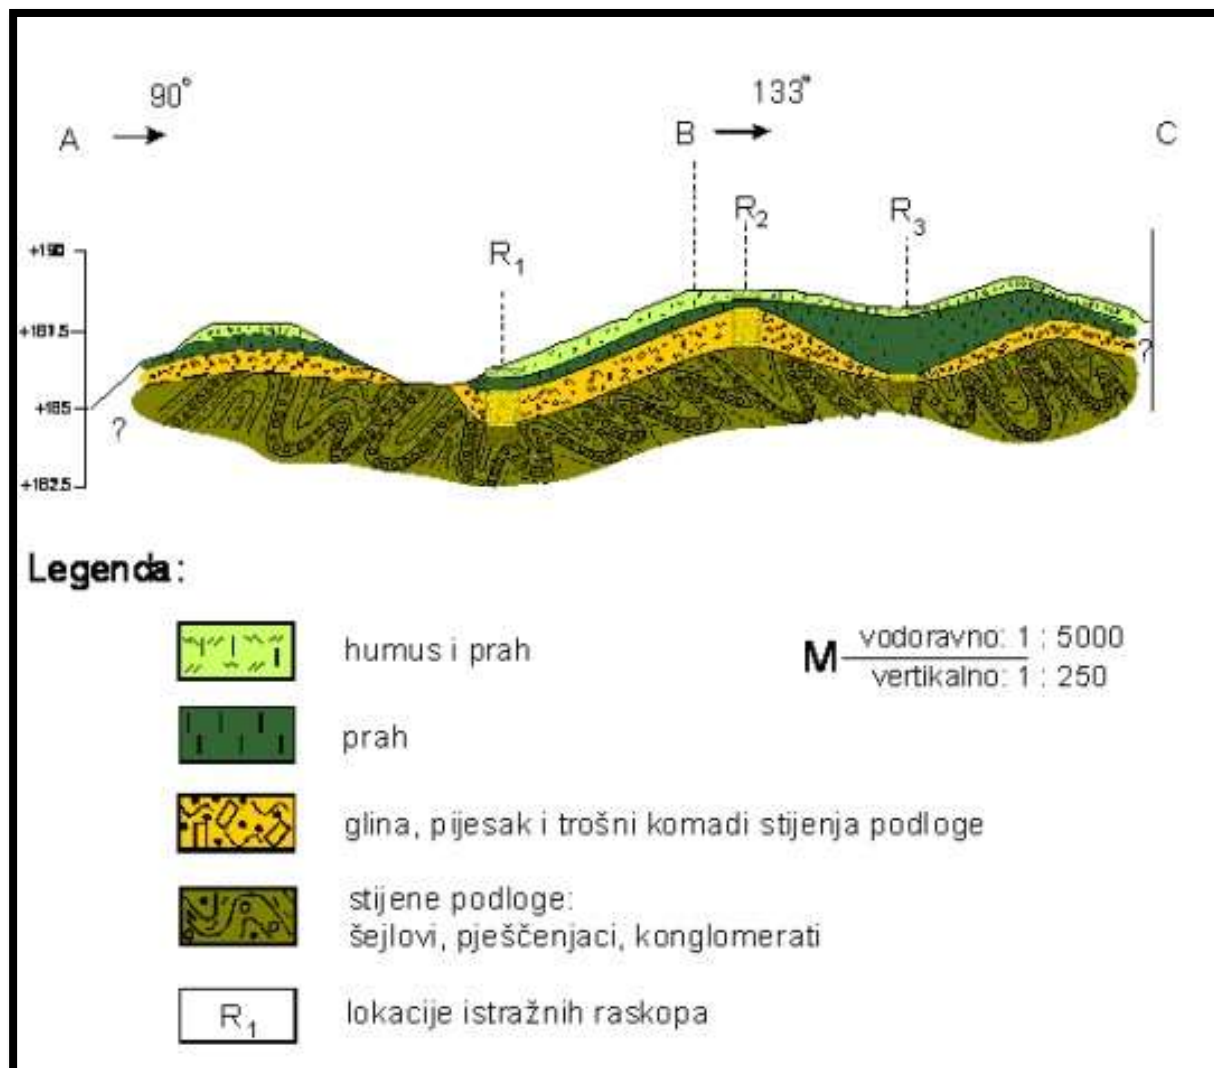 90°
133°
A
B
C
R2
R3
R1
+190
+181.5
+185
+182.5
?
?
Legenda:
humus i prah
prah
glina, pijesak i trošni komadi stijenja podloge
stijene podloge:
šejlovi, pješčenjaci, konglomerati
R1
lokacije istražnih raskopa
M vodoravno: 1 : 5000
vertikalno: 1 : 250